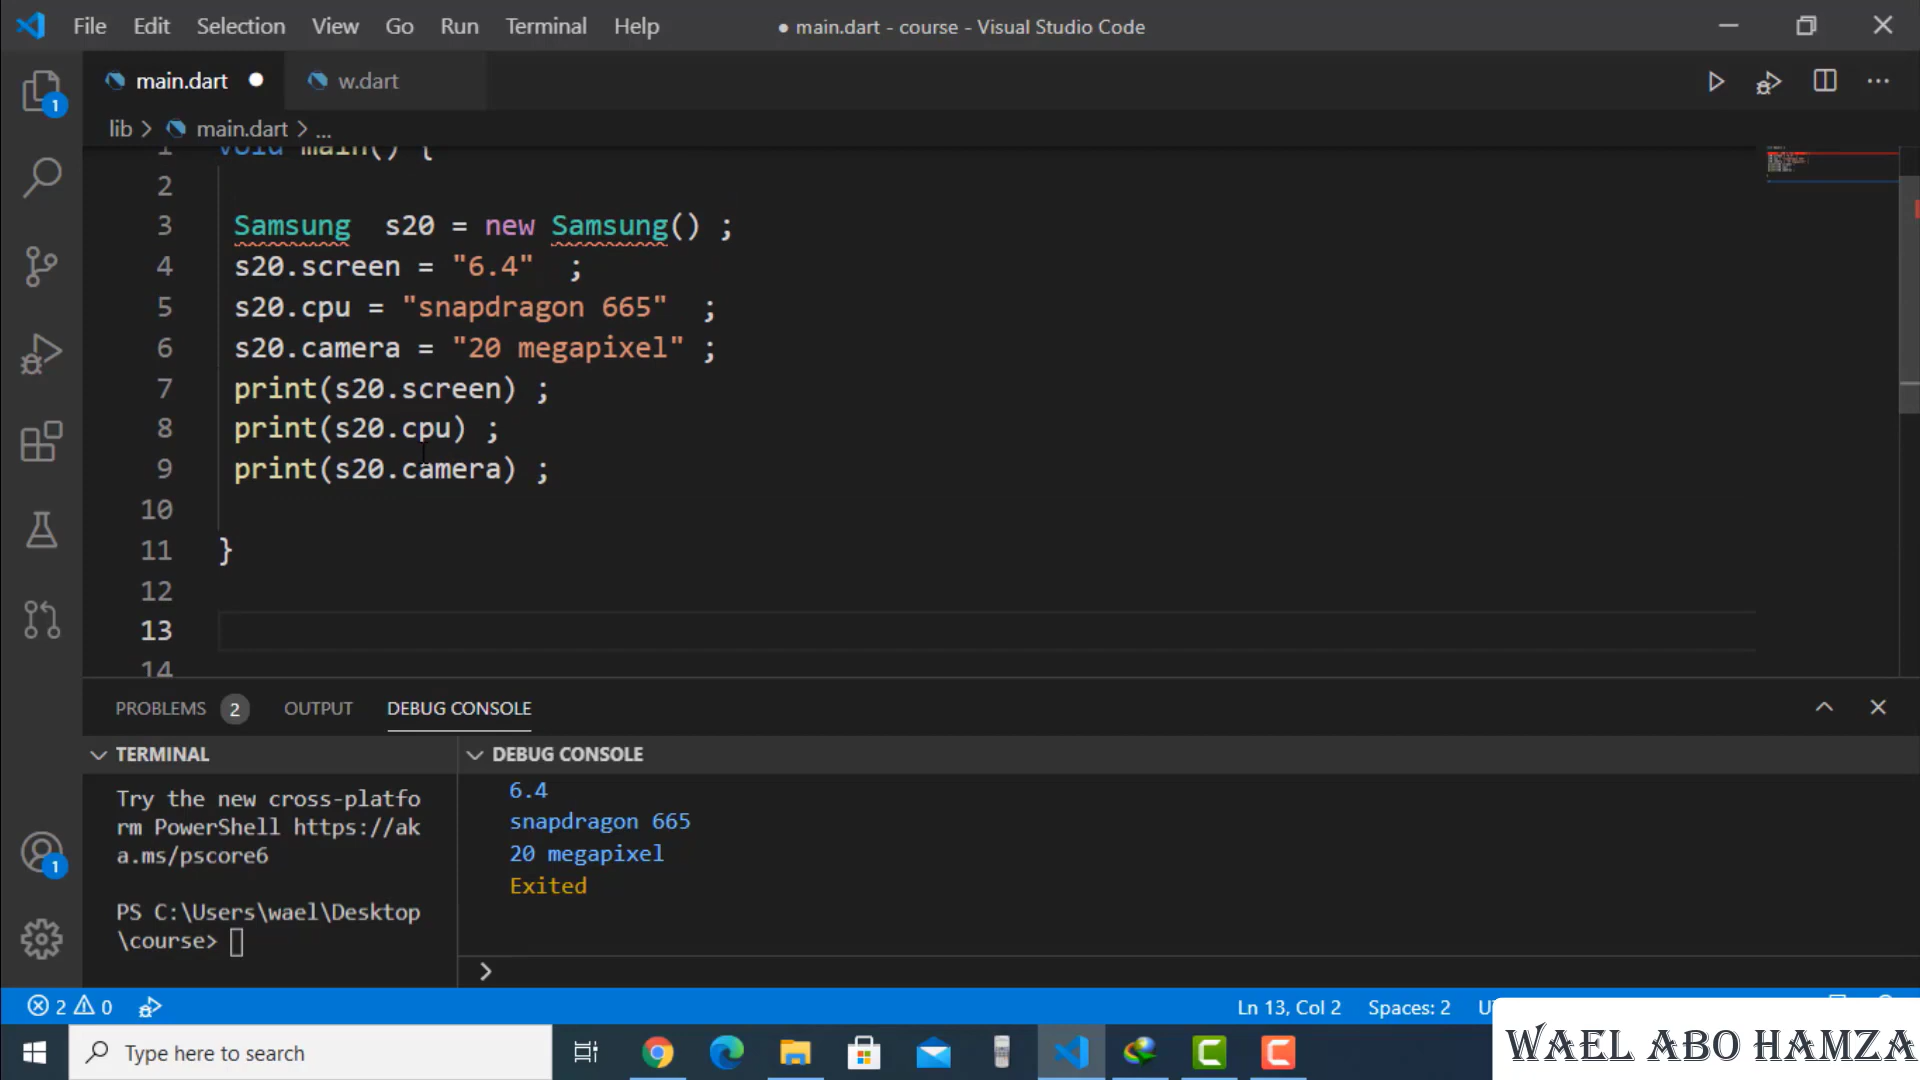 File Edit Selection View Go Run Terminal Help ● main.dart - course - Visual Studio Code
main.dart ● w.dart
lib > main.dart > ...
1 void main() {
2
3 Samsung  s20 = new Samsung() ;
4 s20.screen = "6.4"  ;
5 s20.cpu = "snapdragon 665"  ;
6 s20.camera = "20 megapixel" ;
7 print(s20.screen) ;
8 print(s20.cpu) ;
9 print(s20.camera) ;
10
11 }
12
13
14
1
1
PROBLEMS 2 OUTPUT DEBUG CONSOLE
TERMINAL
Try the new cross-platfo
rm PowerShell https://ak
a.ms/pscore6
PS C:\Users\wael\Desktop
\course>
DEBUG CONSOLE
6.4
snapdragon 665
20 megapixel
Exited
>
2 0 Ln 13, Col 2 Spaces: 2
Type here to search
WAEL ABO HAMZA